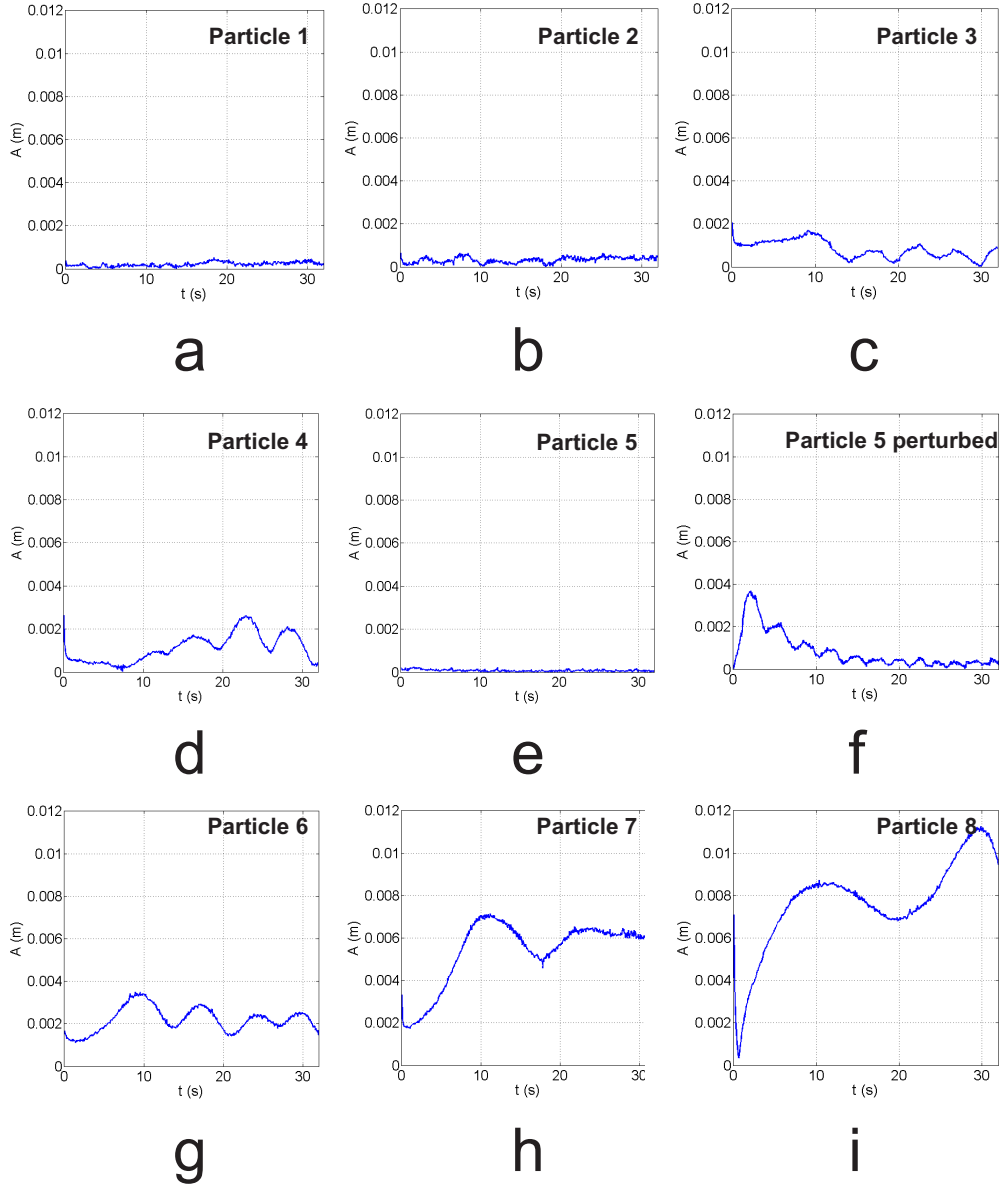 0.012
0.01
0.008
0.006
0.004
0.002
0
A (m)
Particle 1
0 10 20 30
t (s)
a
0.012
0.01
0.008
0.006
0.004
0.002
0
A (m)
Particle 2
0 10 20 30
t (s)
b
0.012
0.01
0.008
0.006
0.004
0.002
0
A (m)
Particle 3
0 10 20 30
t (s)
c
0.012
0.01
0.008
0.006
0.004
0.002
0
A (m)
Particle 4
0 10 20 30
t (s)
d
0.012
0.01
0.008
0.006
0.004
0.002
0
A (m)
Particle 5
0 10 20 30
t (s)
e
0.012
0.01
0.008
0.006
0.004
0.002
0
A (m)
Particle 5 perturbed
0 10 20 30
t (s)
f
0.012
0.01
0.008
0.006
0.004
0.002
0
A (m)
Particle 6
0 10 20 30
t (s)
g
0.012
0.01
0.008
0.006
0.004
0.002
0
A (m)
Particle 7
0 10 20 30
t (s)
h
0.012
0.01
0.008
0.006
0.004
0.002
0
A (m)
Particle 8
0 10 20 30
t (s)
i